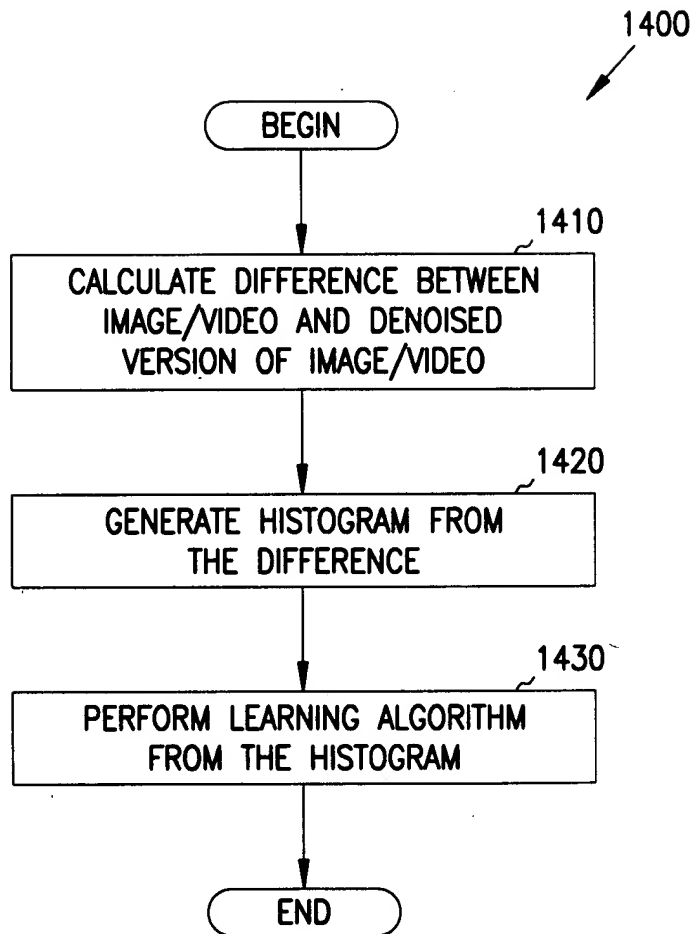 1400
BEGIN
1410
CALCULATE DIFFERENCE BETWEEN
IMAGE/VIDEO AND DENOISED
VERSION OF IMAGE/VIDEO
1420
GENERATE HISTOGRAM FROM
THE DIFFERENCE
1430
PERFORM LEARNING ALGORITHM
FROM THE HISTOGRAM
END